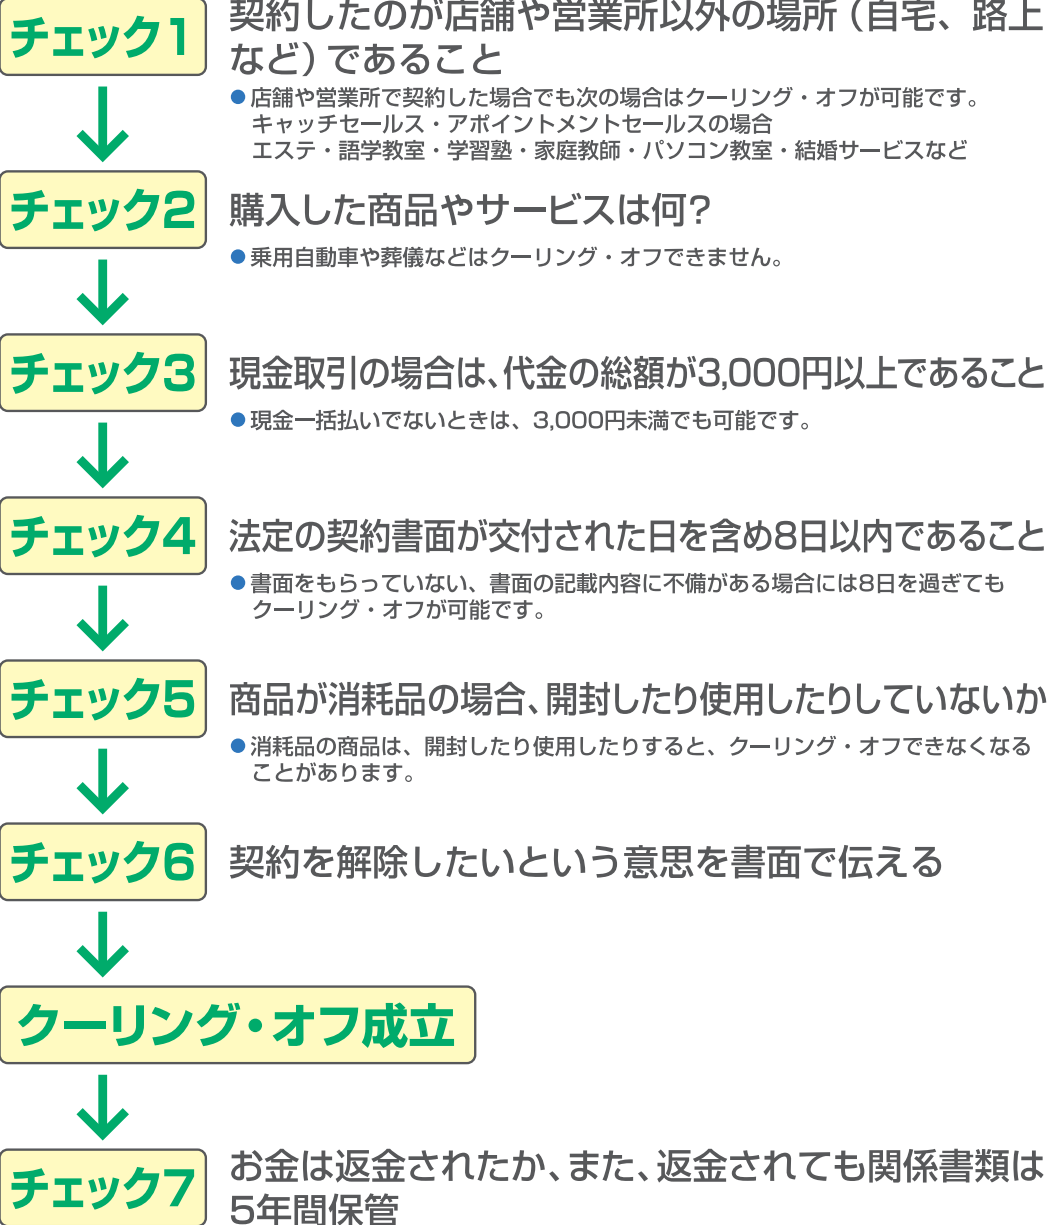 チェック1
契約したのが店舗や営業所以外の場所（自宅、路上
など）であること
●店舗や営業所で契約した場合でも次の場合はクーリング・オフが可能です。
キャッチセールス・アポイントメントセールスの場合
エステ・語学教室・学習塾・家庭教師・パソコン教室・結婚サービスなど
チェック2
購入した商品やサービスは何?
●乗用自動車や葬儀などはクーリング・オフできません。
チェック3
現金取引の場合は、代金の総額が3,000円以上であること
●現金一括払いでないときは、3,000円未満でも可能です。
チェック4
法定の契約書面が交付された日を含め8日以内であること
●書面をもらっていない、書面の記載内容に不備がある場合には8日を過ぎても
クーリング・オフが可能です。
チェック5
商品が消耗品の場合、開封したり使用したりしていないか
●消耗品の商品は、開封したり使用したりすると、クーリング・オフできなくなる
ことがあります。
チェック6
契約を解除したいという意思を書面で伝える
クーリング・オフ成立
チェック7
お金は返金されたか、また、返金されても関係書類は
5年間保管